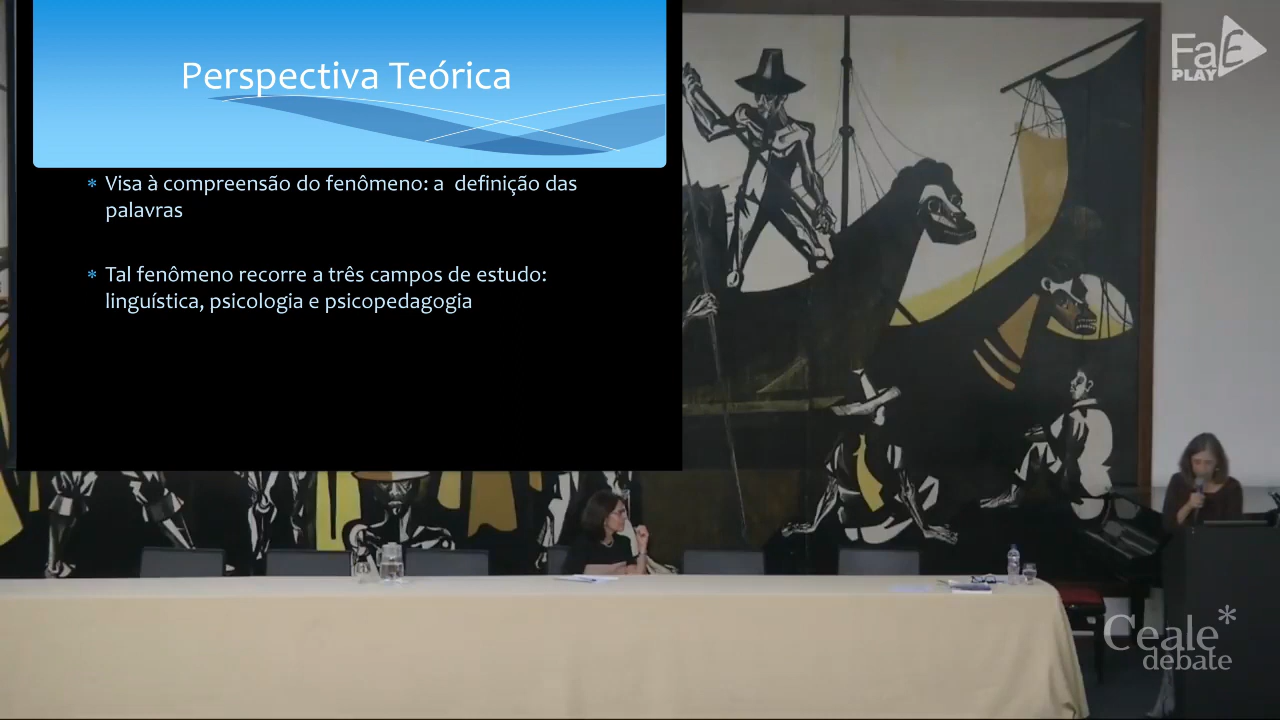 Perspectiva Teórica
* Visa à compreensão do fenômeno: a definição das
palavras
* Tal fenômeno recorre a três campos de estudo:
linguística, psicologia e psicopedagogia
FaE
PLAY
Ceale*
debate